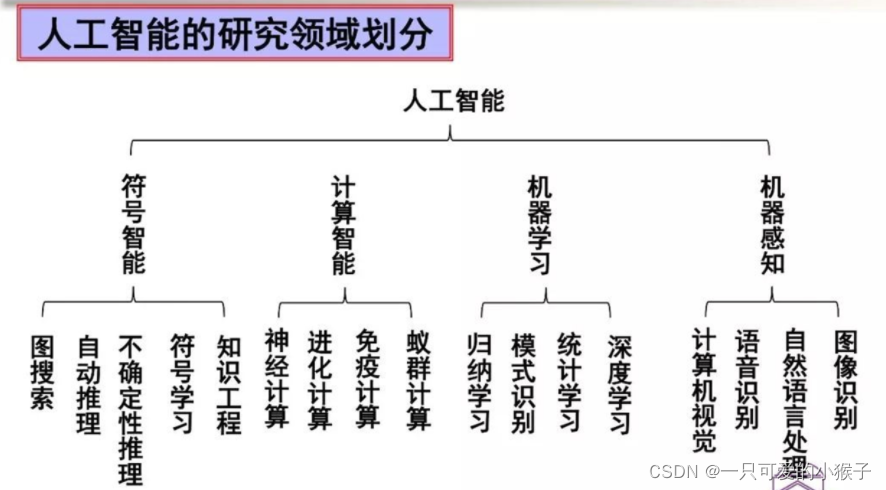 人工智能的研究领域划分
人工智能
符号智能
计算智能
机器学习
机器感知
图搜索
自动推理
不确定性推理
符号学习
知识工程
神经计算
进化计算
免疫计算
蚁群计算
归纳学习
模式识别
统计学习
深度学习
计算机视觉
语音识别
自然语言处理
图像识别
CSDN @一只可爱的小猴子